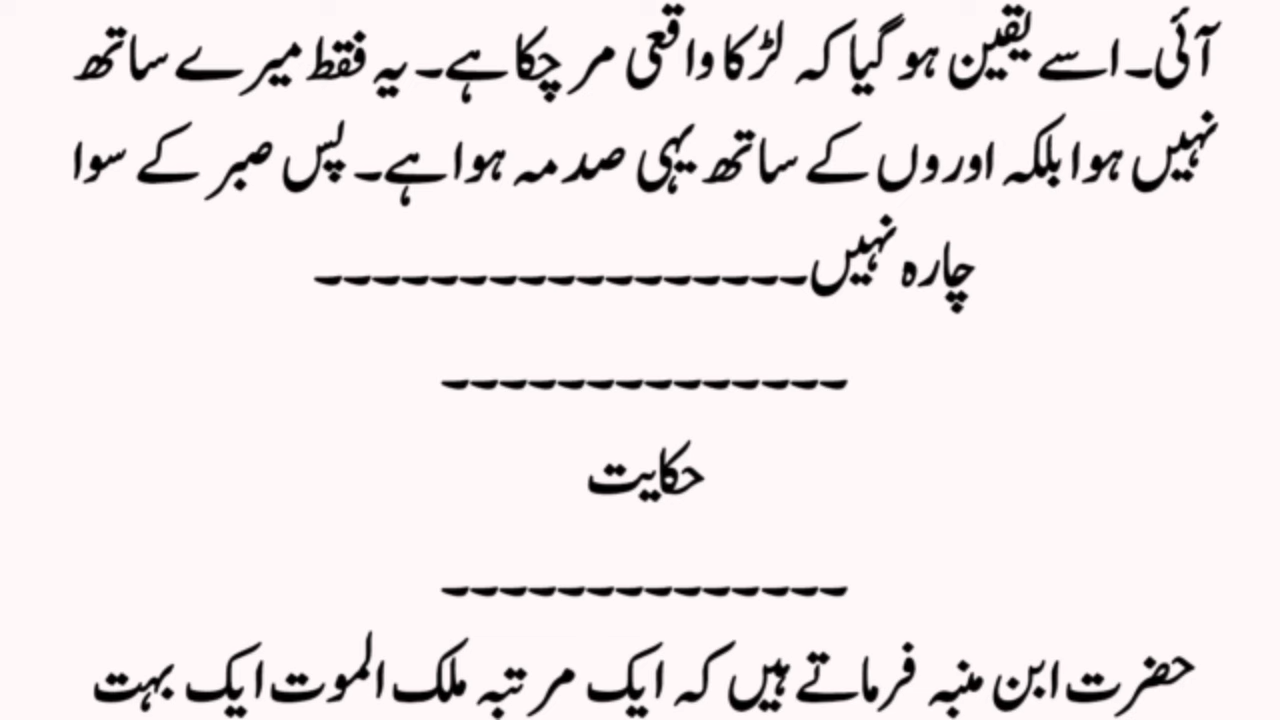 آئی۔ اسے یقین ہو گیا کہ لڑکا واقعی مر چکا ہے۔ یہ فقط میرے ساتھ
نہیں ہوا بلکہ اوروں کے ساتھ یہی صدمہ ہوا ہے۔ پس صبر کے سوا
چارہ نہیں۔۔۔۔۔۔۔۔۔۔۔۔۔۔۔۔۔
۔۔۔۔۔۔۔۔۔۔۔۔۔۔
حکایت
۔۔۔۔۔۔۔۔۔۔۔۔۔۔
حضرت ابن منبہ فرماتے ہیں کہ ایک مرتبہ ملک الموت ایک بہت